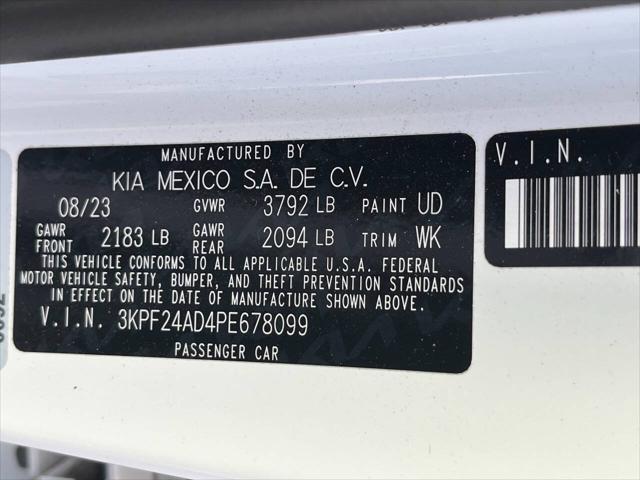 MANUFACTURED BY
KIA MEXICO S.A. DE C.V.
08/23 GVWR 3792 LB PAINT UD
GAWR FRONT 2183 LB GAWR REAR 2094 LB TRIM WK
THIS VEHICLE CONFORMS TO ALL APPLICABLE U.S.A. FEDERAL
MOTOR VEHICLE SAFETY, BUMPER, AND THEFT PREVENTION STANDARDS
IN EFFECT ON THE DATE OF MANUFACTURE SHOWN ABOVE.
V.I.N. 3KPF24AD4PE678099
PASSENGER CAR
V.I.N.